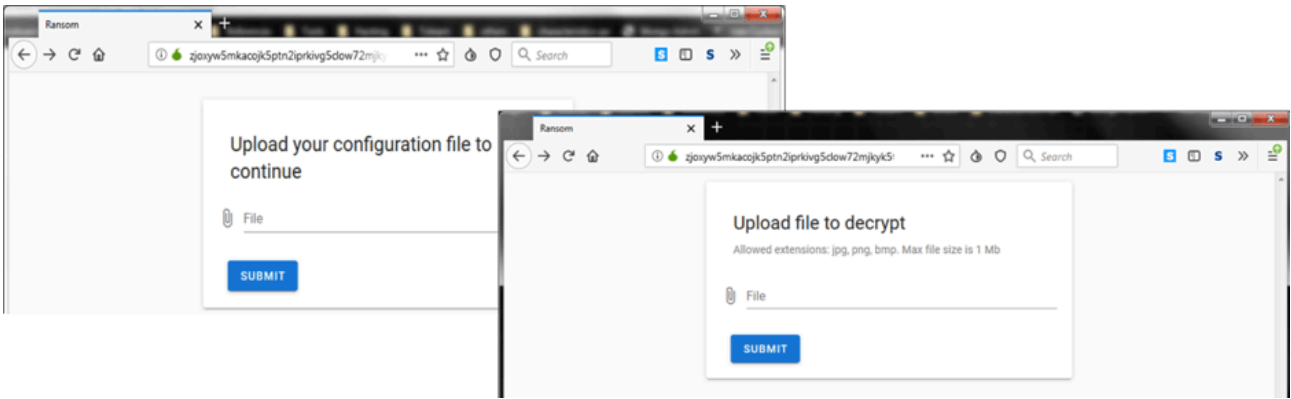 Ransom
zjoxyw5mkacojk5ptn2iprkivg5clow72mjky
Search
Upload your configuration file to
continue
File
SUBMIT
Ransom
zjoxyw5mkacojk5ptn2iprkivg5clow72mjkyk5
Search
Upload file to decrypt
Allowed extensions: jpg, png, bmp. Max file size is 1 Mb
File
SUBMIT